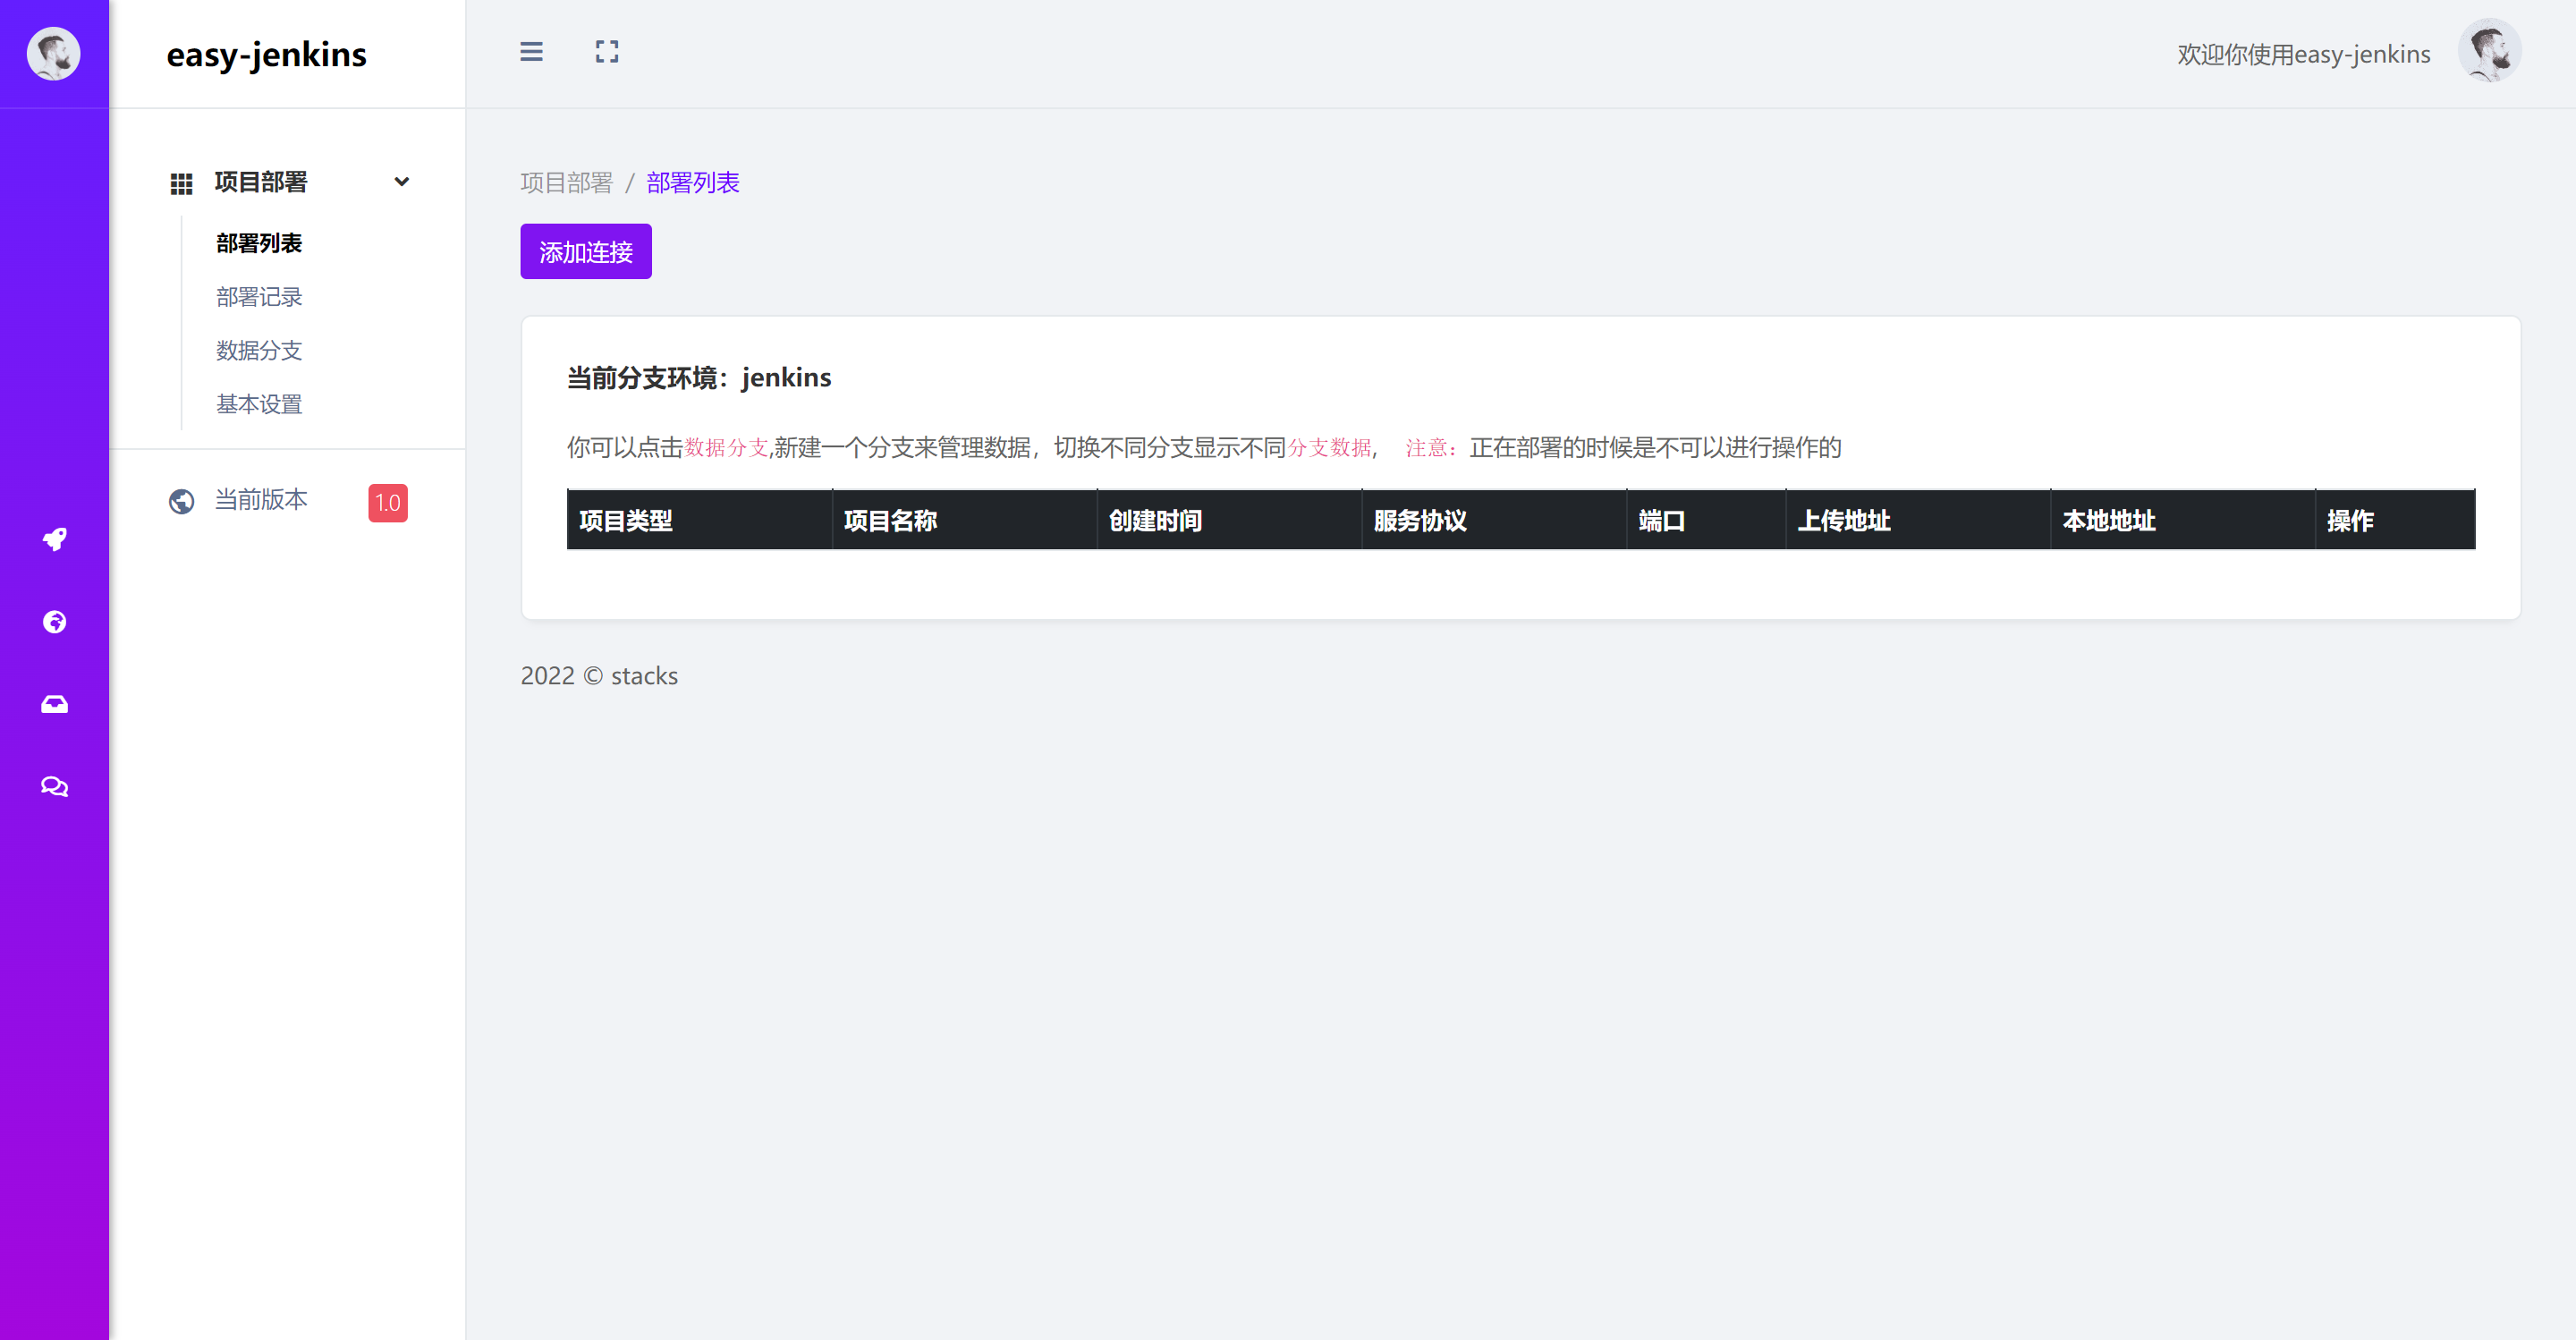 easy-jenkins
欢迎你使用easy-jenkins
项目部署
部署列表
部署记录
数据分支
基本设置
当前版本 1.0
项目部署 / 部署列表
添加连接
当前分支环境：jenkins
你可以点击数据分支,新建一个分支来管理数据，切换不同分支显示不同分支数据， 注意：正在部署的时候是不可以进行操作的
项目类型 项目名称 创建时间 服务协议 端口 上传地址 本地地址 操作
2022 © stacks